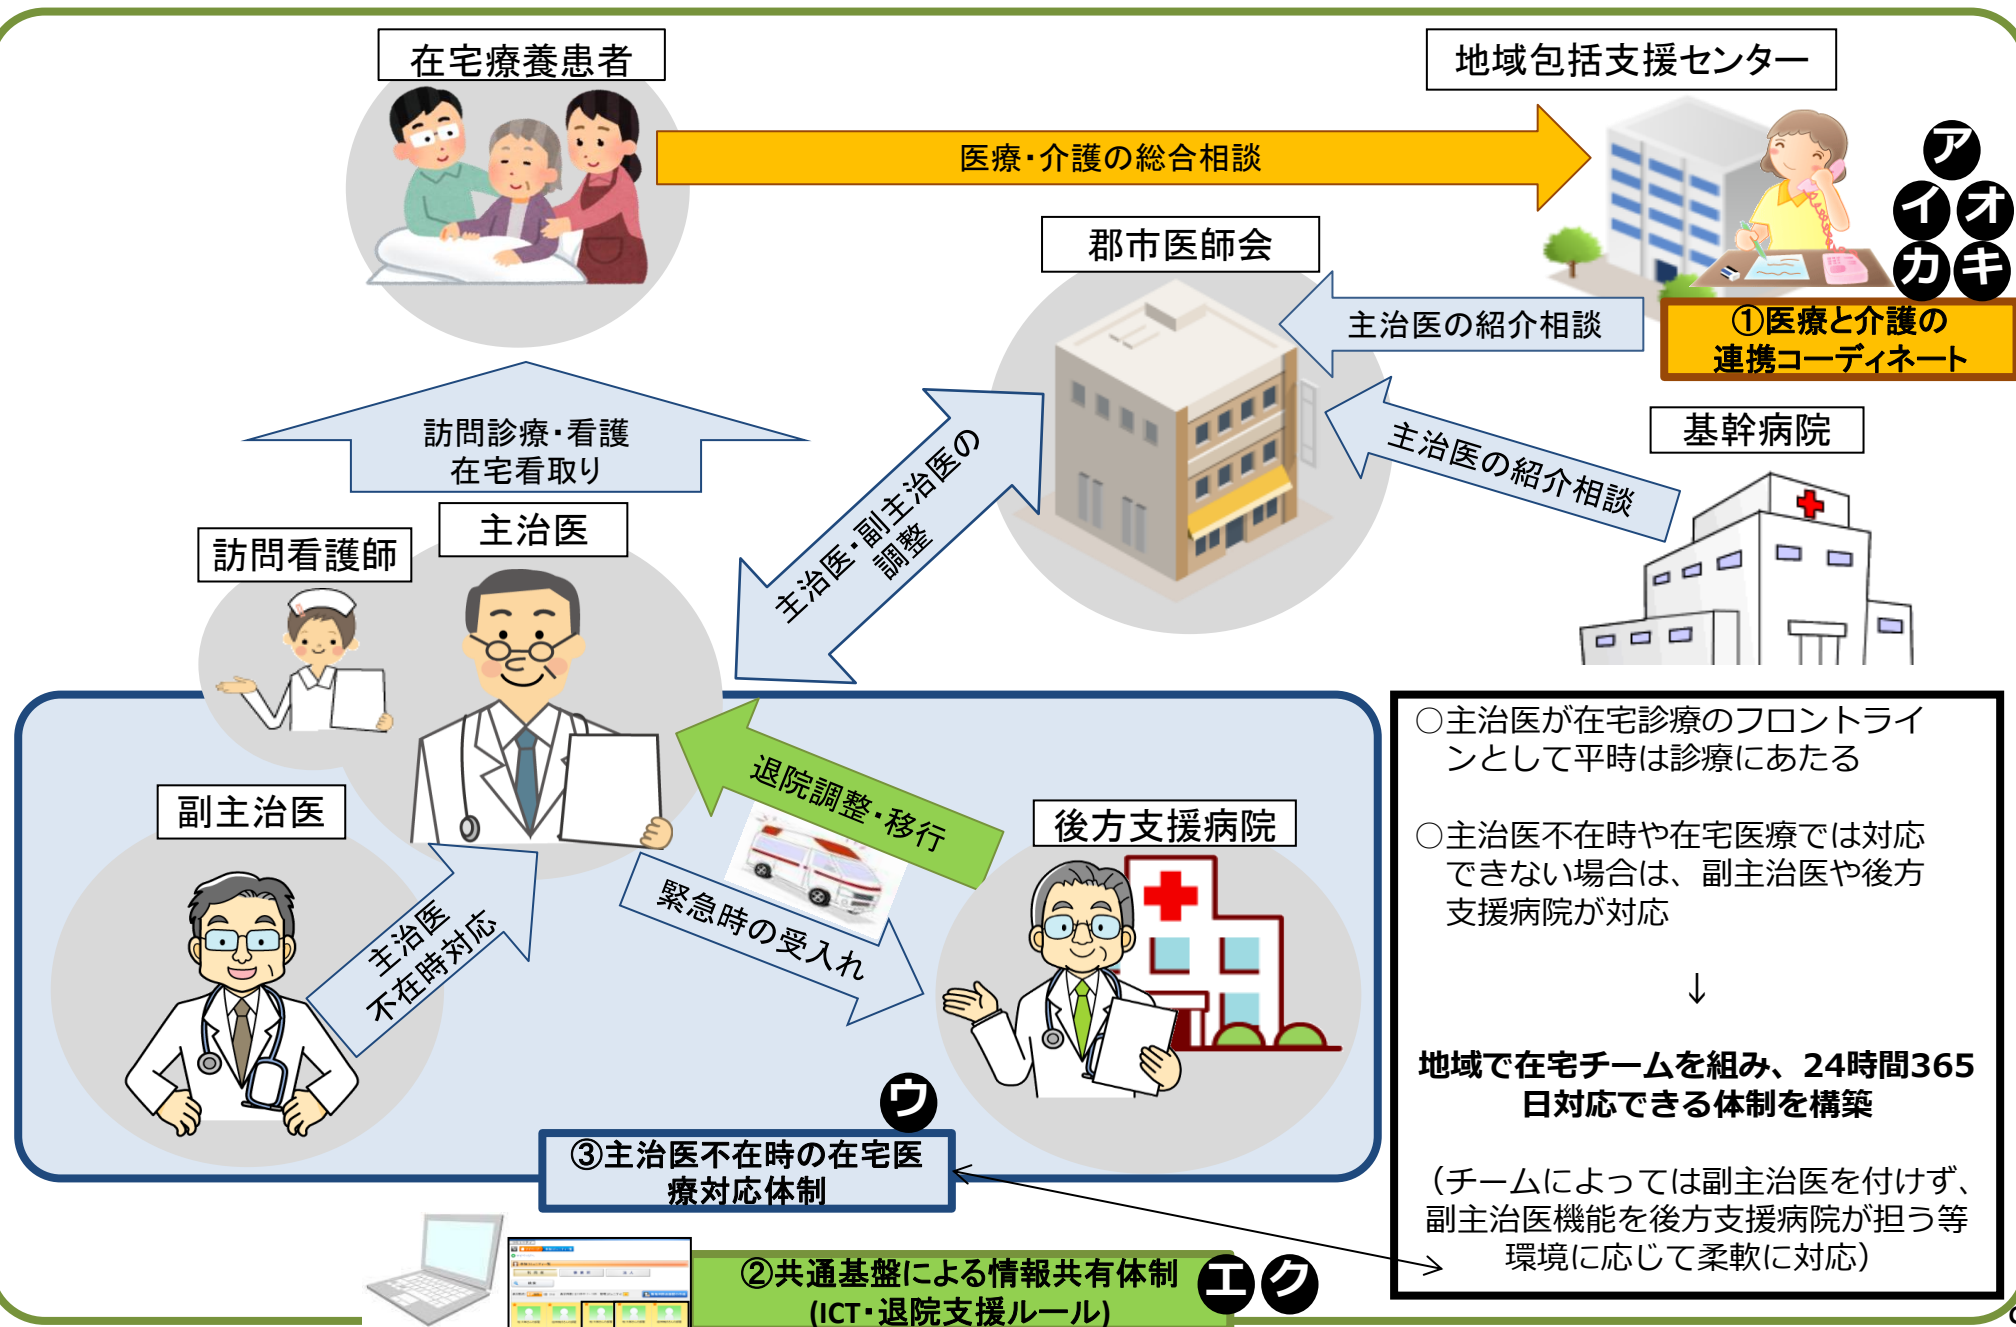 在宅療養患者
地域包括支援センター
医療・介護の総合相談
ア
イ オ
カ キ
郡市医師会
主治医の紹介相談
①医療と介護の
連携コーディネート
基幹病院
主治医の紹介相談
訪問診療・看護
在宅看取り
主治医・副主治医の
調整
主治医
訪問看護師
副主治医
退院調整・移行
後方支援病院
緊急時の受入れ
主治医
不在時対応
○主治医が在宅診療のフロントライ
ンとして平時は診療にあたる
○主治医不在時や在宅医療では対応
できない場合は、副主治医や後方
支援病院が対応
↓
地域で在宅チームを組み、24時間365
日対応できる体制を構築
（チームによっては副主治医を付けず、
副主治医機能を後方支援病院が担う等
環境に応じて柔軟に対応）
ウ
③主治医不在時の在宅医
療対応体制
②共通基盤による情報共有体制
(ICT・退院支援ルール)
エ ク